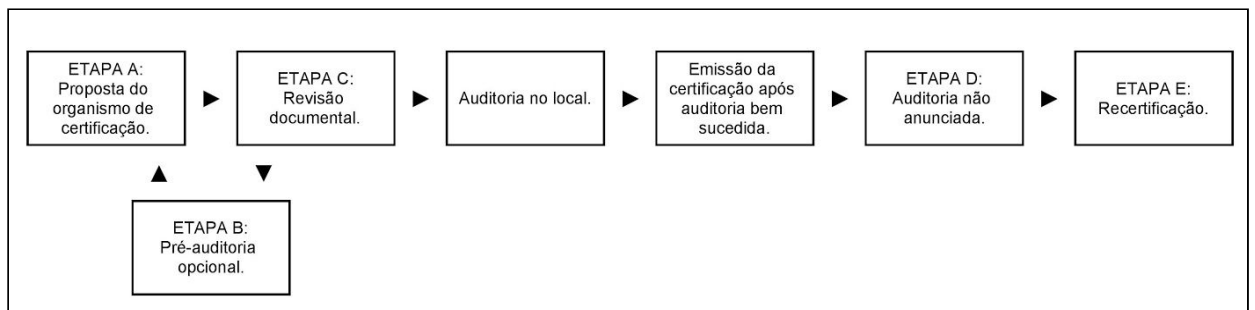 ETAPA A:
Proposta do
organismo de
certificação.
ETAPA C:
Revisão
documental.
Auditoria no local.
Emissão da
certificação após
auditoria bem
sucedida.
ETAPA D:
Auditoria não
anunciada.
ETAPA E:
Recertificação.
ETAPA B:
Pré-auditoria
opcional.